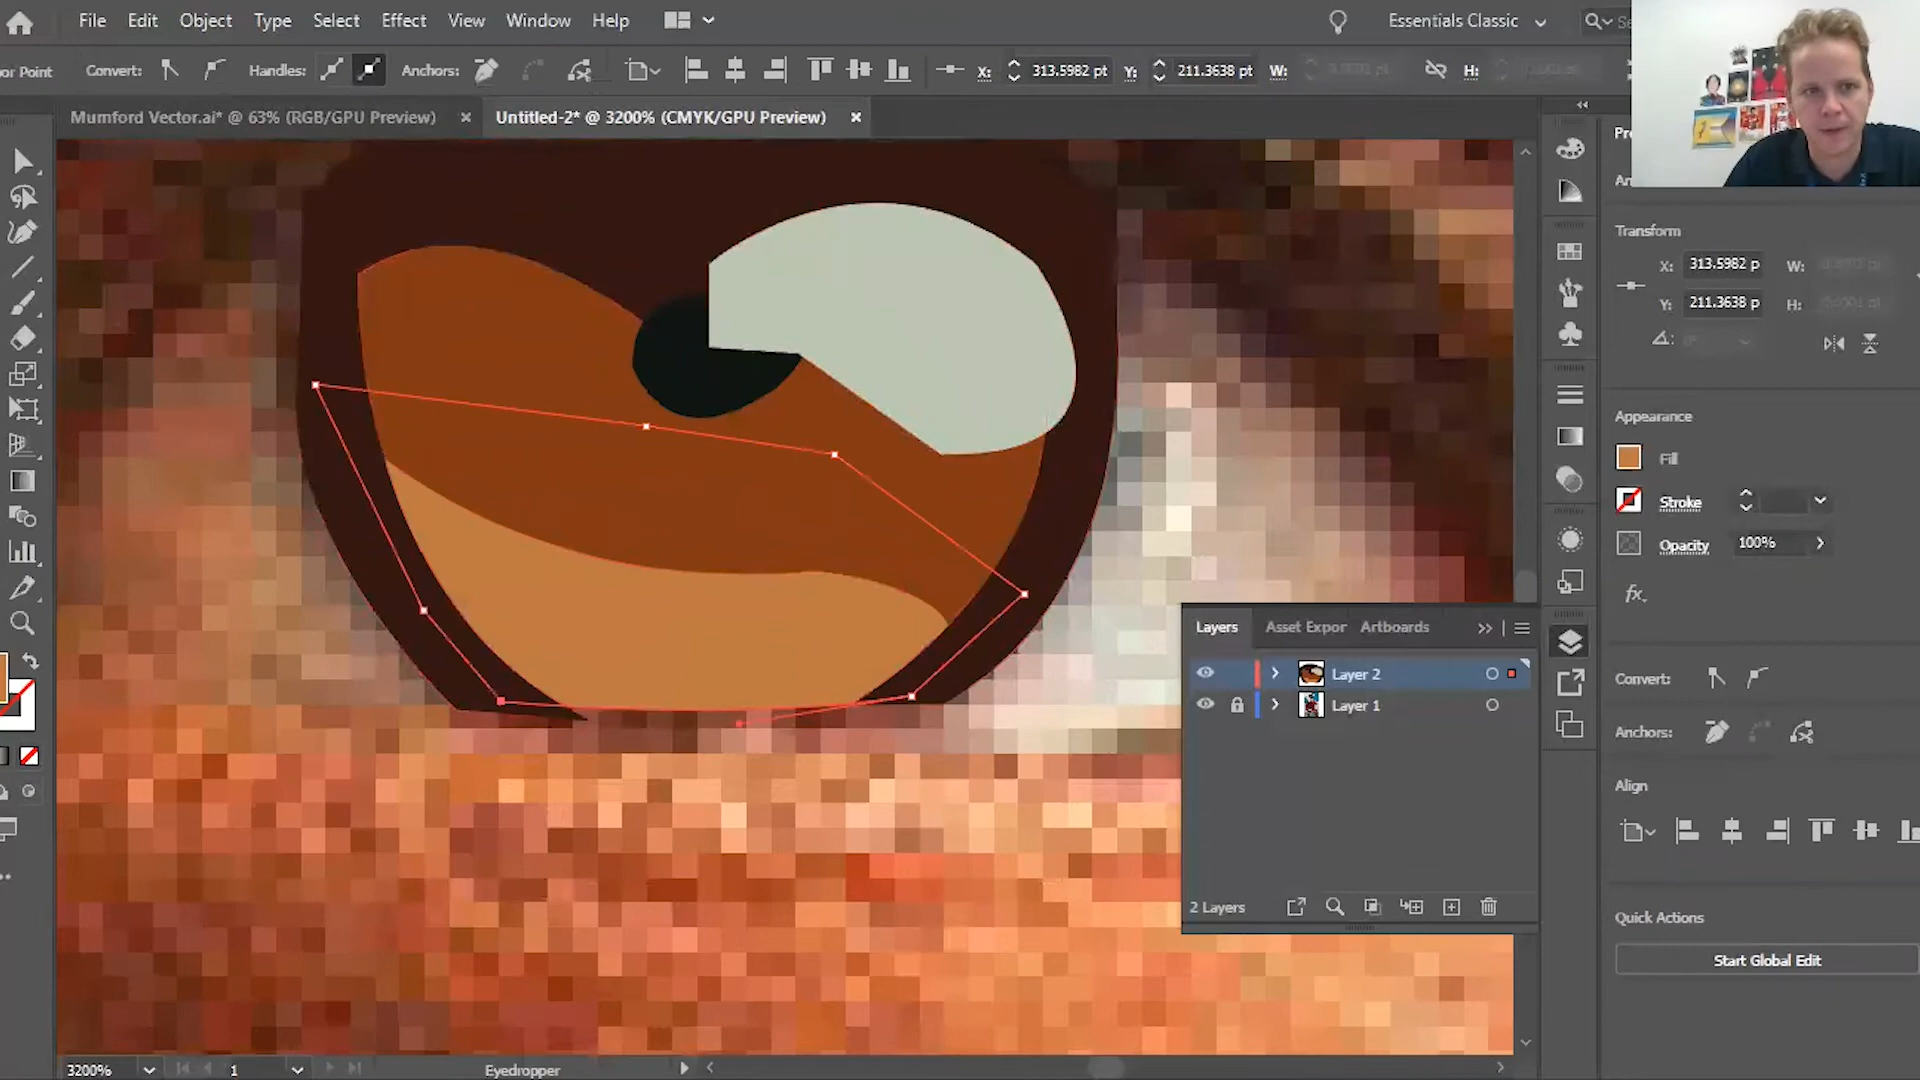 File Edit Object Type Select Effect View Window Help
Essentials Classic
or Point Convert: Handles: Anchors: X: 313.5982 pt Y: 211.3638 pt W: H:
Mumford Vector.ai* @ 63% (RGB/GPU Preview) × Untitled-2* @ 3200% (CMYK/GPU Preview) ×
Transform
X: 313.5982 p W:
Y: 211.3638 p H:
Appearance
Fill
Stroke
Opacity 100%
fx.
Layers Asset Expor Artboards
Layer 2
Layer 1
2 Layers
Convert:
Anchors:
Align
Quick Actions
Start Global Edit
3200% 1 Eyedropper